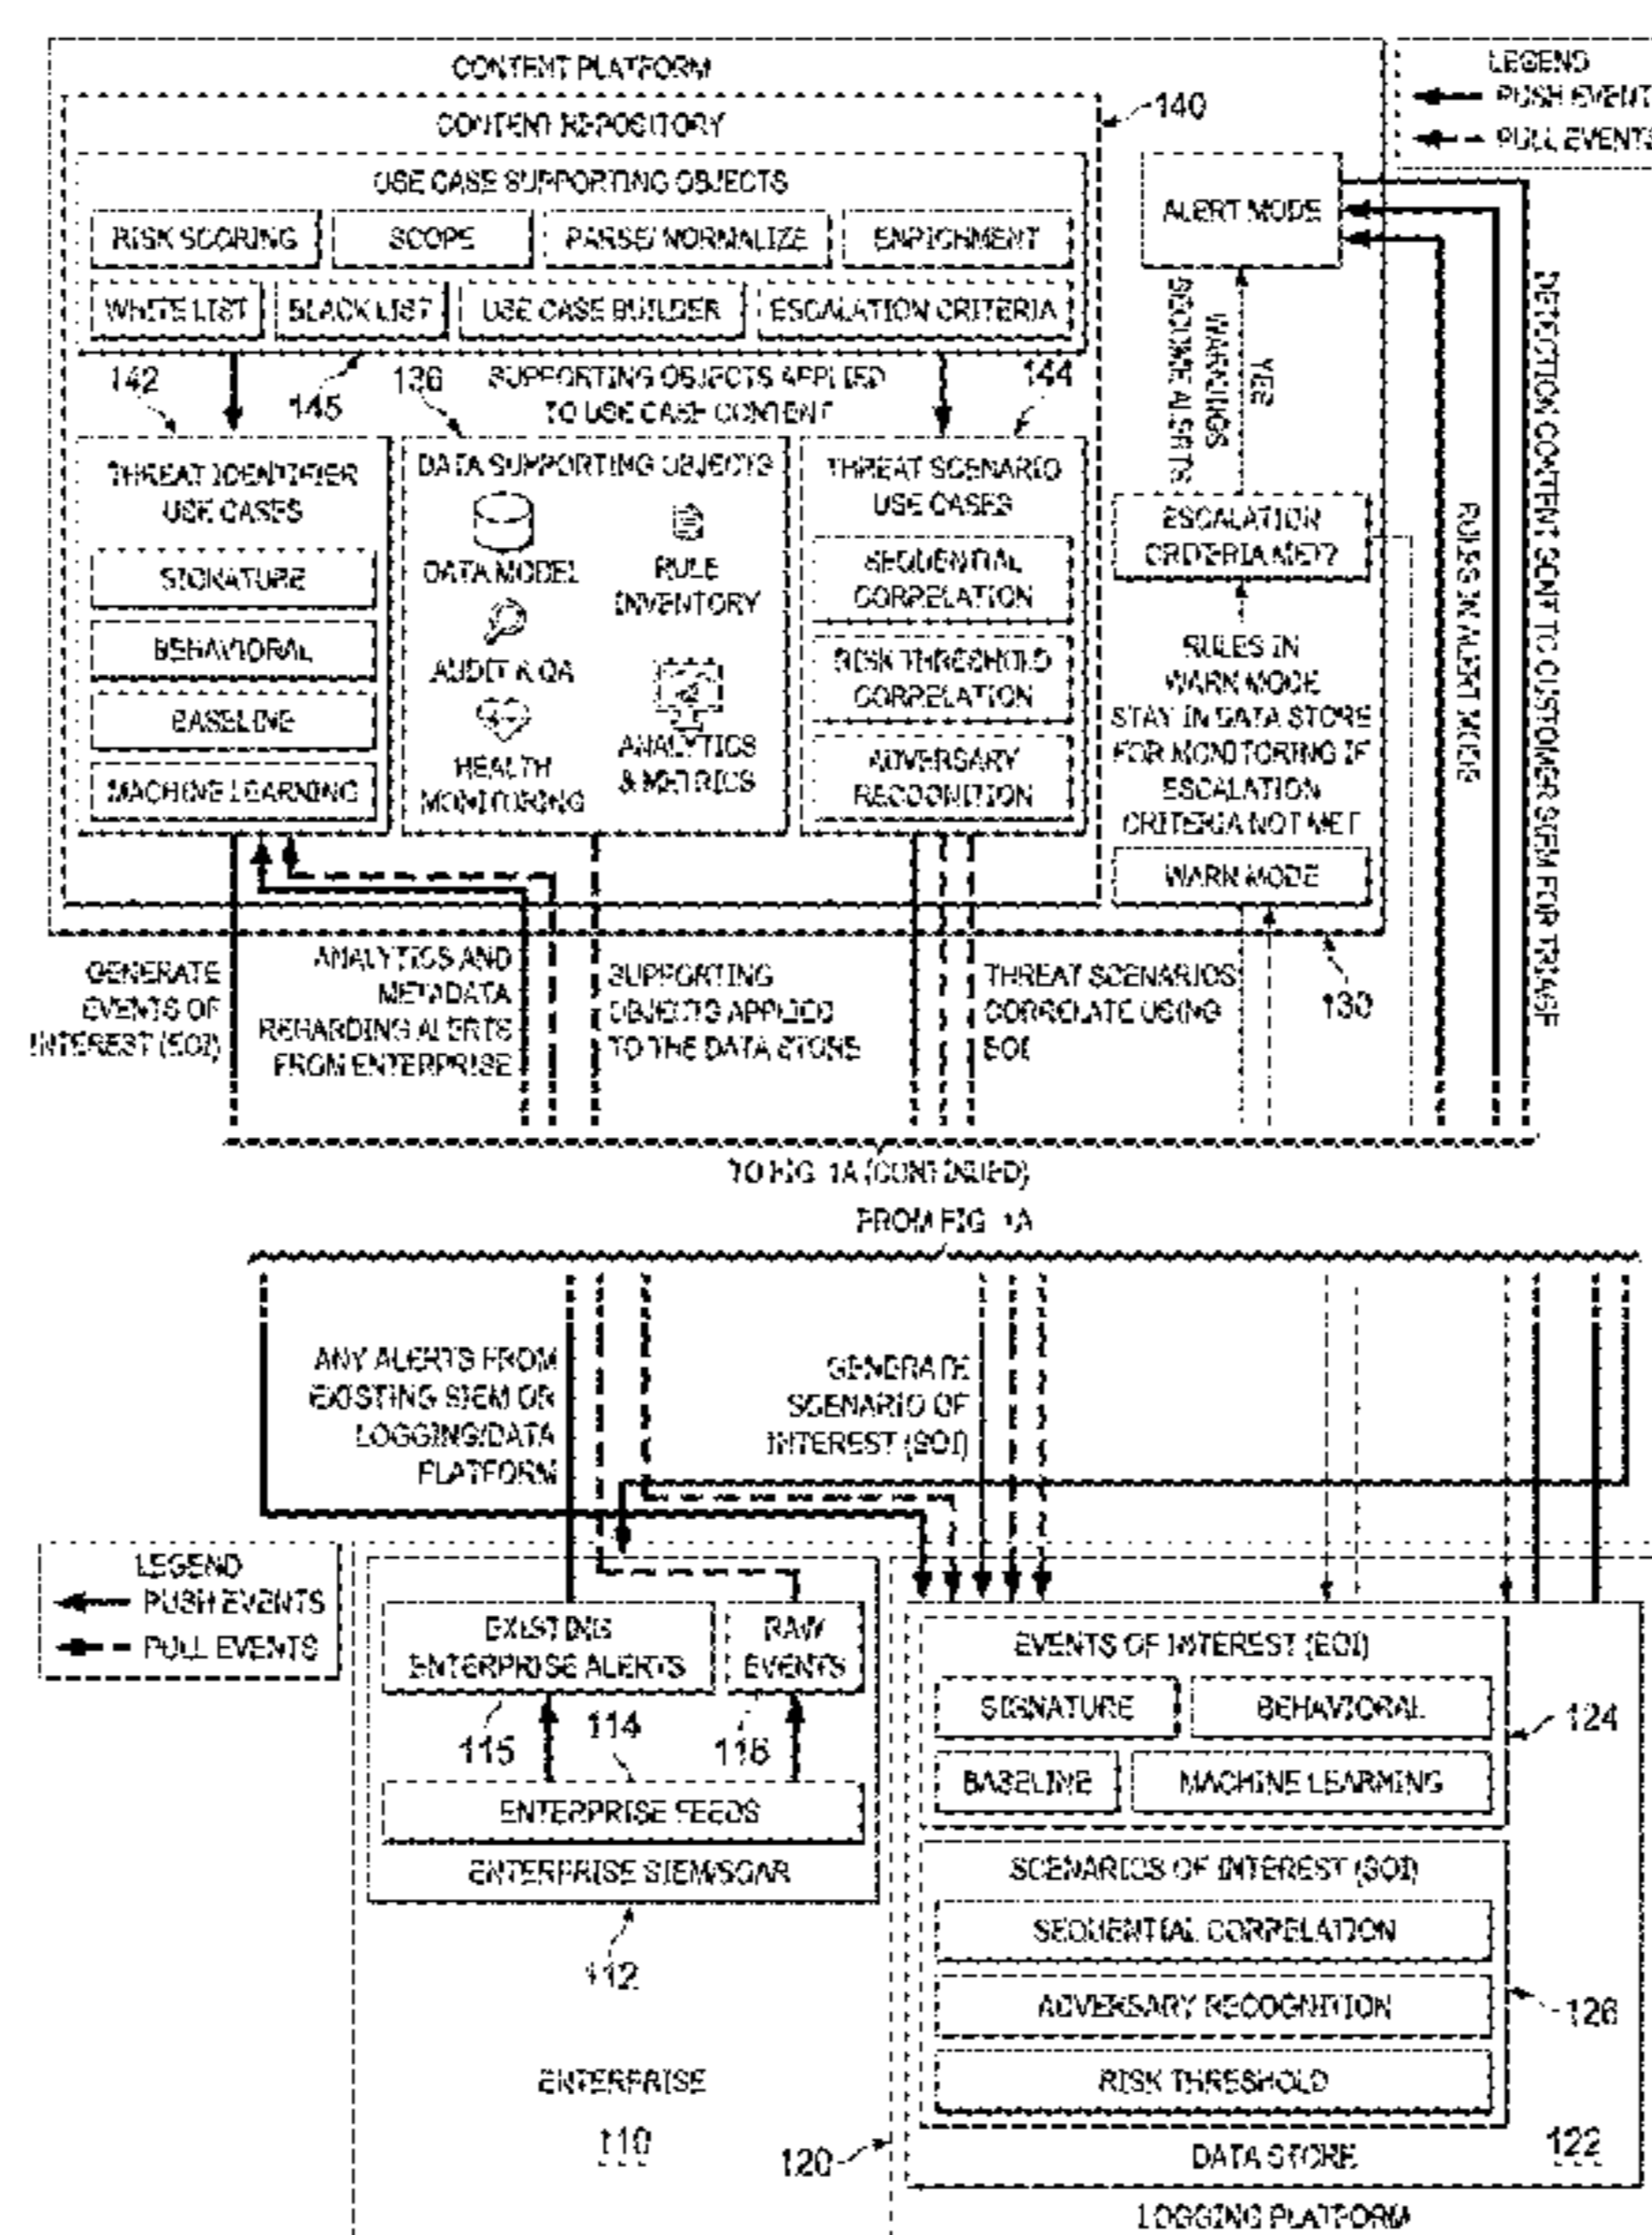 CONTENT PLATFORM
CONTENT REPOSITORY
140
USE CASE SUPPORTING OBJECTS
RISK SCORING
SCOPE
PARSE/NORMALIZE
ENRICHMENT
WHITE LIST
BLACK LIST
USE CASE BUILDER
ESCALATION CRITERIA
142
145
136
SUPPORTING OBJECTS APPLIED
TO USE CASE CONTENT
144
THREAT IDENTIFIER
USE CASES
SIGNATURE
BEHAVIORAL
BASELINE
MACHINE LEARNING
DATA SUPPORTING OBJECTS
DATA MODEL
RULE
INVENTORY
AUDIT & QA
ANALYTICS
& METRICS
HEALTH
MONITORING
THREAT SCENARIO
USE CASES
SEQUENTIAL
CORRELATION
RISK THRESHOLD
CORRELATION
ADVERSARY
RECOGNITION
LEGEND
PUSH EVENT
PULL EVENTS
ALERT MODE
WARNINGS
BECOME ALERTS
YES
ESCALATION
CRITERIA MET?
RULES IN
WARN MODE
STAY IN DATA STORE
FOR MONITORING IF
ESCALATION
CRITERIA NOT MET
WARN MODE
RULES IN ALERT MODE
DETECTION CONTENT SENT TO CUSTOMER SIEM FOR TRIAGE
130
GENERATE
EVENTS OF
INTEREST (EOI)
ANALYTICS AND
METADATA
REGARDING ALERTS
FROM ENTERPRISE
SUPPORTING
OBJECTS APPLIED
TO THE DATA STORE
THREAT SCENARIOS
CORRELATE USING
EOI
TO FIG. 1A (CONTINUED)
FROM FIG. 1A
ANY ALERTS FROM
EXISTING SIEM OR
LOGGING/DATA
PLATFORM
GENERATE
SCENARIO OF
INTEREST (SOI)
LEGEND
PUSH EVENTS
PULL EVENTS
EXISTING
ENTERPRISE ALERTS
RAW
EVENTS
115
114
116
ENTERPRISE FEEDS
ENTERPRISE SIEM/SOAR
112
ENTERPRISE
110
EVENTS OF INTEREST (EOI)
SIGNATURE
BEHAVIORAL
BASELINE
MACHINE LEARNING
124
SCENARIOS OF INTEREST (SOI)
SEQUENTIAL CORRELATION
ADVERSARY RECOGNITION
RISK THRESHOLD
126
120
DATA STORE
122
LOGGING PLATFORM